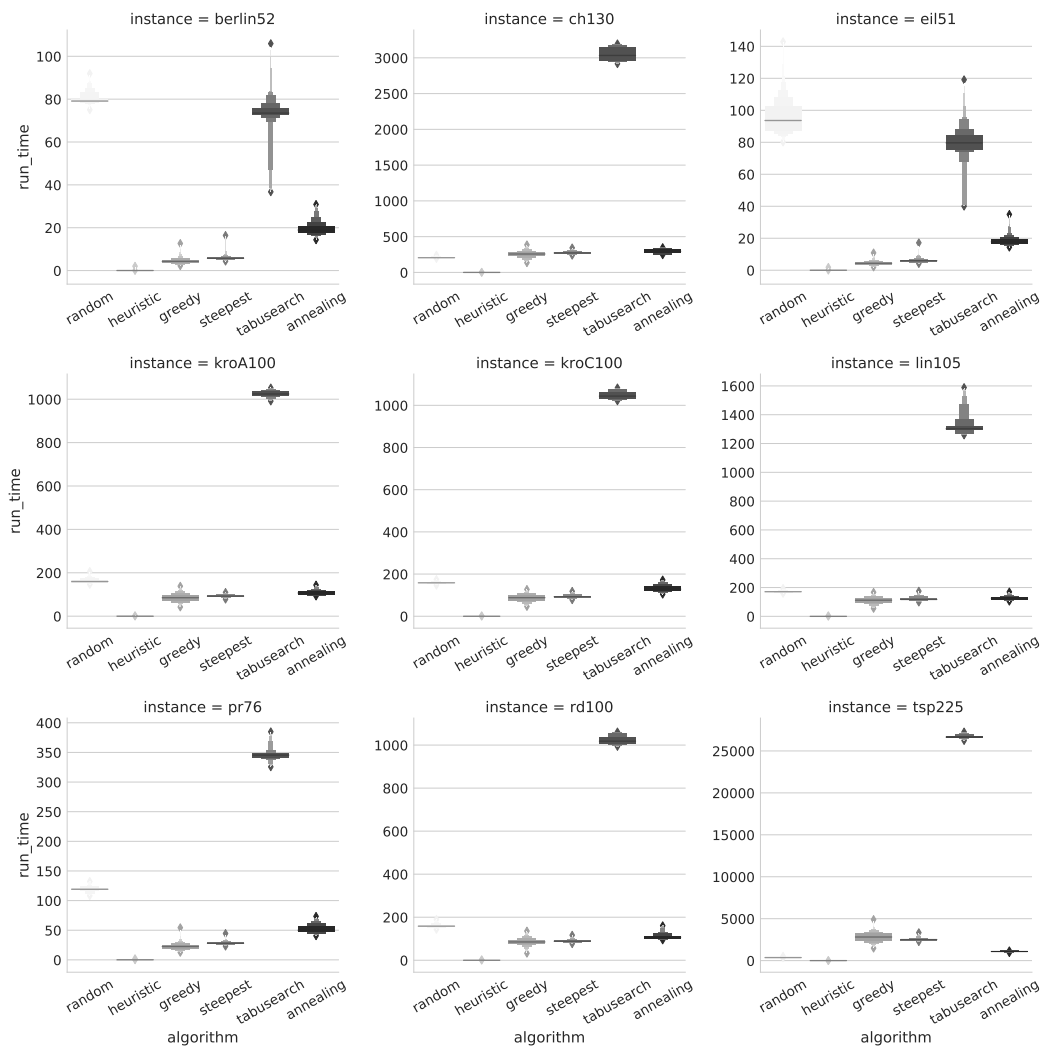 instance = berlin52
run_time
100
80
60
40
20
0
random heuristic greedy steepest tabusearch annealing
instance = ch130
3000
2500
2000
1500
1000
500
0
random heuristic greedy steepest tabusearch annealing
instance = eil51
140
120
100
80
60
40
20
0
random heuristic greedy steepest tabusearch annealing
instance = kroA100
run_time
1000
800
600
400
200
0
random heuristic greedy steepest tabusearch annealing
instance = kroC100
1000
800
600
400
200
0
random heuristic greedy steepest tabusearch annealing
instance = lin105
1600
1400
1200
1000
800
600
400
200
0
random heuristic greedy steepest tabusearch annealing
instance = pr76
run_time
400
350
300
250
200
150
100
50
0
random heuristic greedy steepest tabusearch annealing
algorithm
instance = rd100
1000
800
600
400
200
0
random heuristic greedy steepest tabusearch annealing
algorithm
instance = tsp225
25000
20000
15000
10000
5000
0
random heuristic greedy steepest tabusearch annealing
algorithm